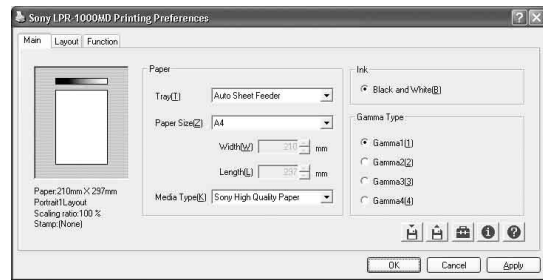 Sony LPR-1000MD Printing Preferences
Main Layout Function
Paper
Tray(T) Auto Sheet Feeder
Paper Size(Z) A4
Width(W) 210 mm
Length(L) 297 mm
Media Type(K) Sony High Quality Paper
Paper:210mm X 297mm
Portrait1Layout
Scaling ratio:100 %
Stamp:(None)
Ink
Black and White(B)
Gamma Type
Gamma1(1)
Gamma2(2)
Gamma3(3)
Gamma4(4)
OK Cancel Apply